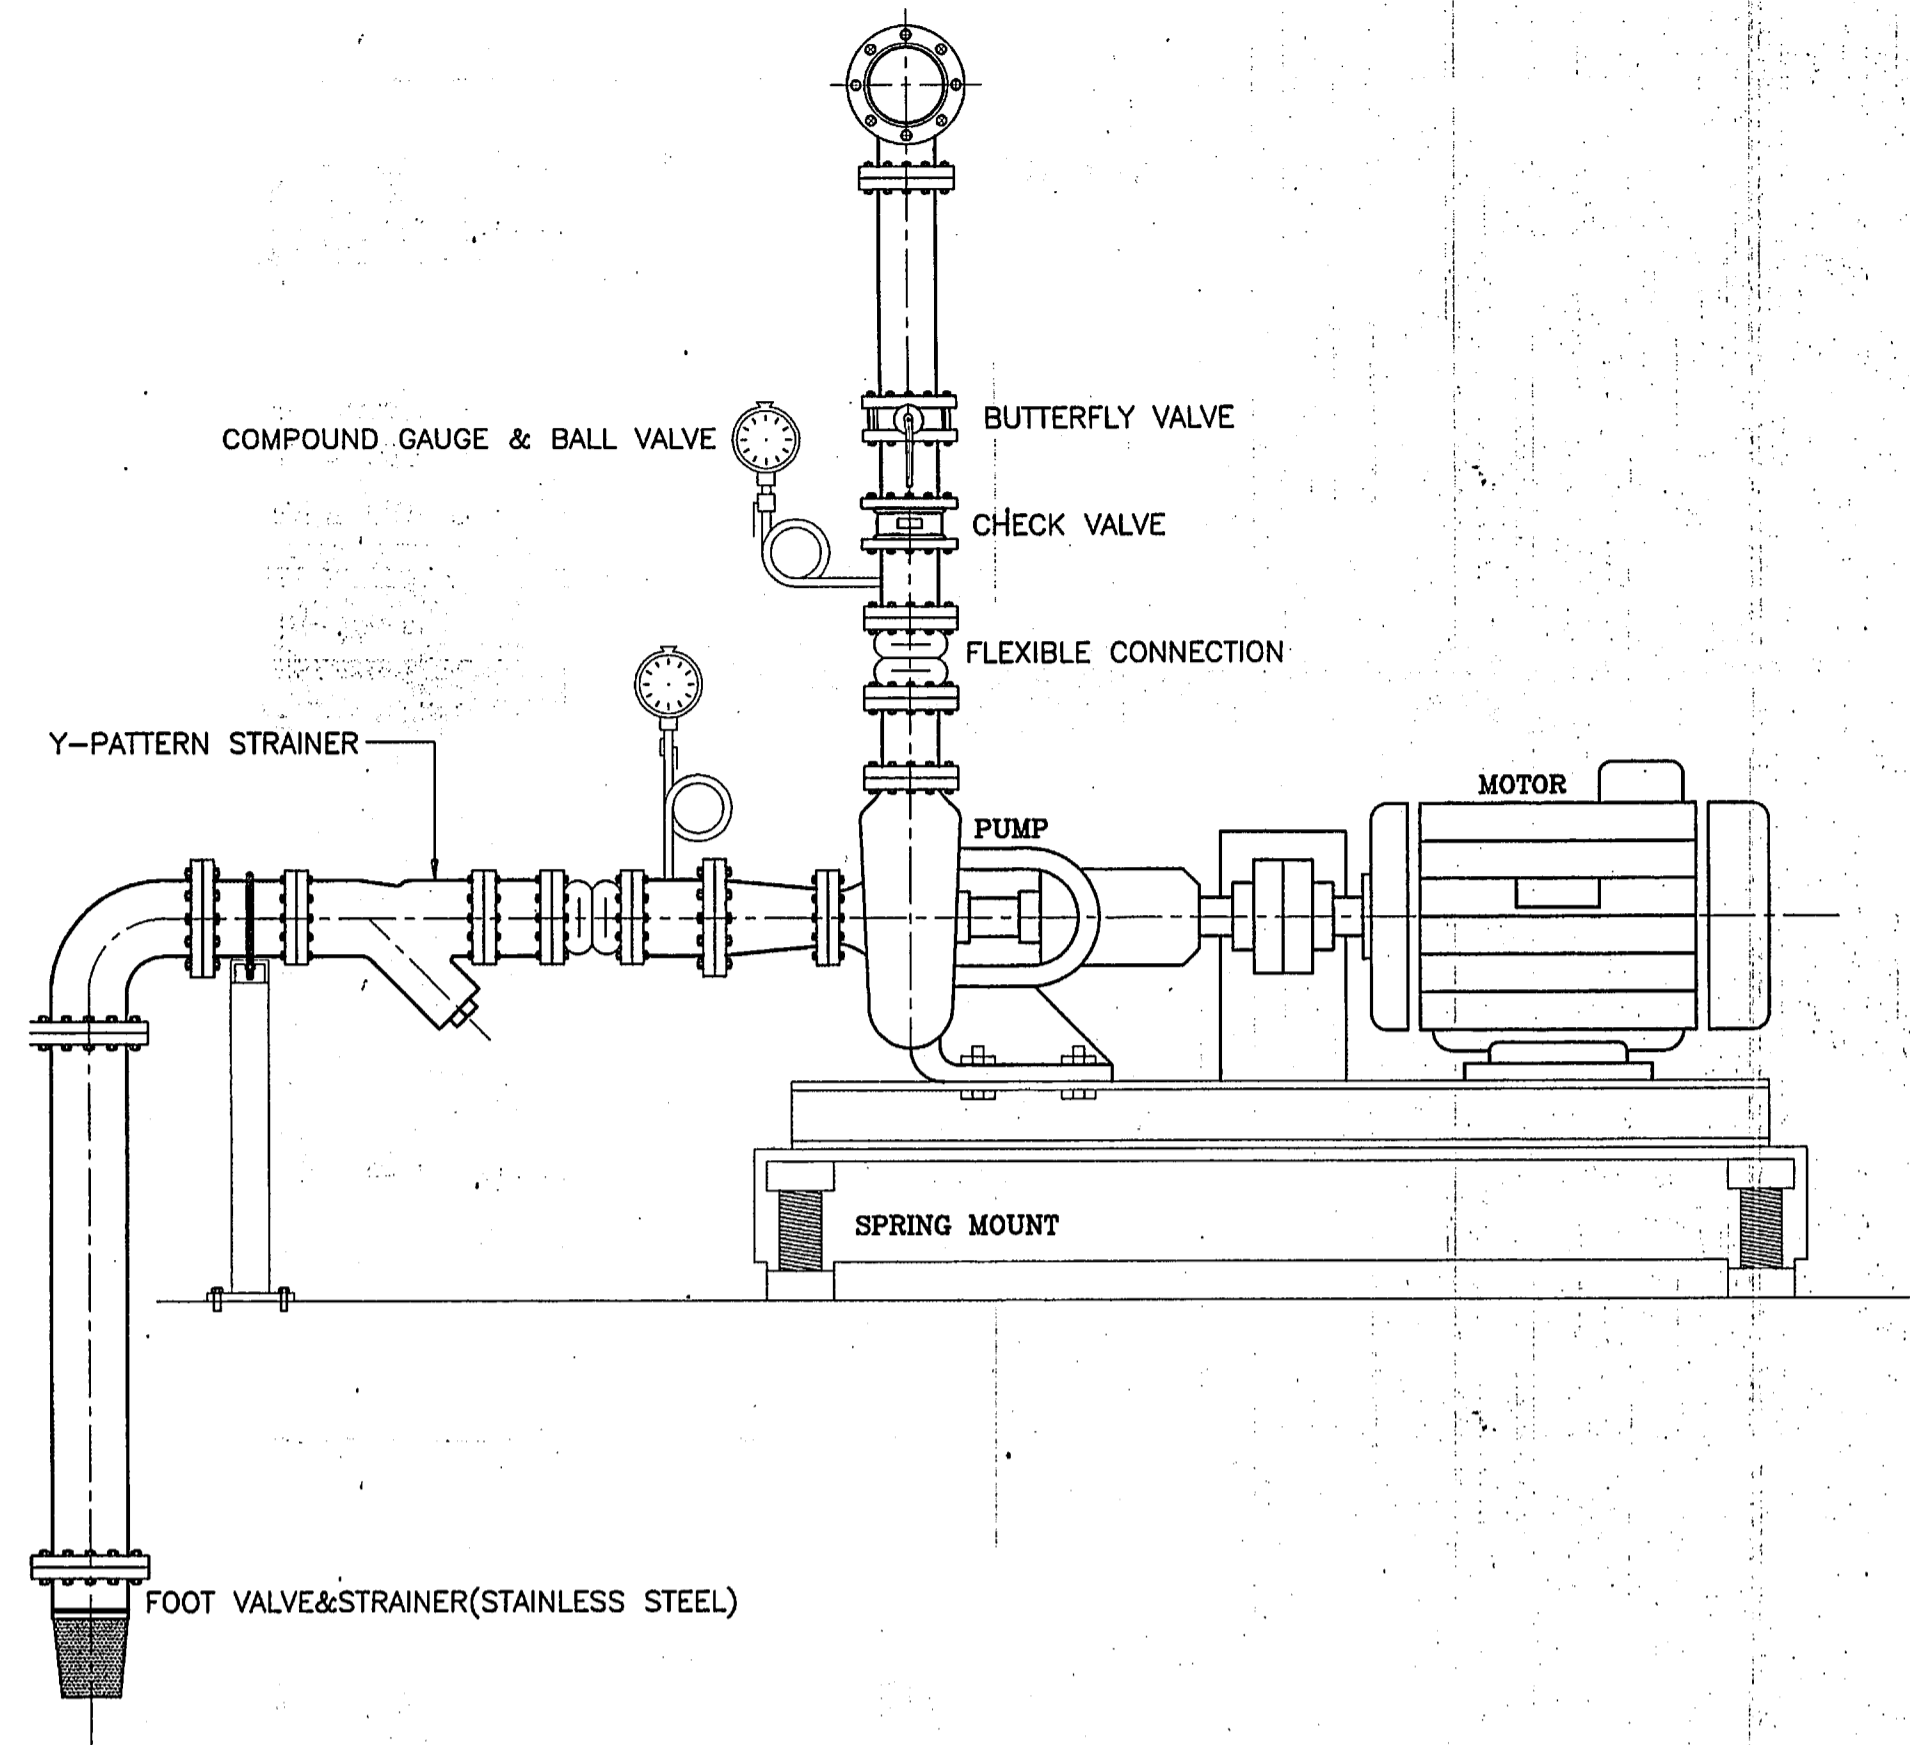 BUTTERFLY VALVE
COMPOUND GAUGE & BALL VALVE
CHECK VALVE
FLEXIBLE CONNECTION
Y-PATTERN STRAINER
MOTOR
PUMP
SPRING MOUNT
FOOT VALVE&STRAINER(STAINLESS STEEL)